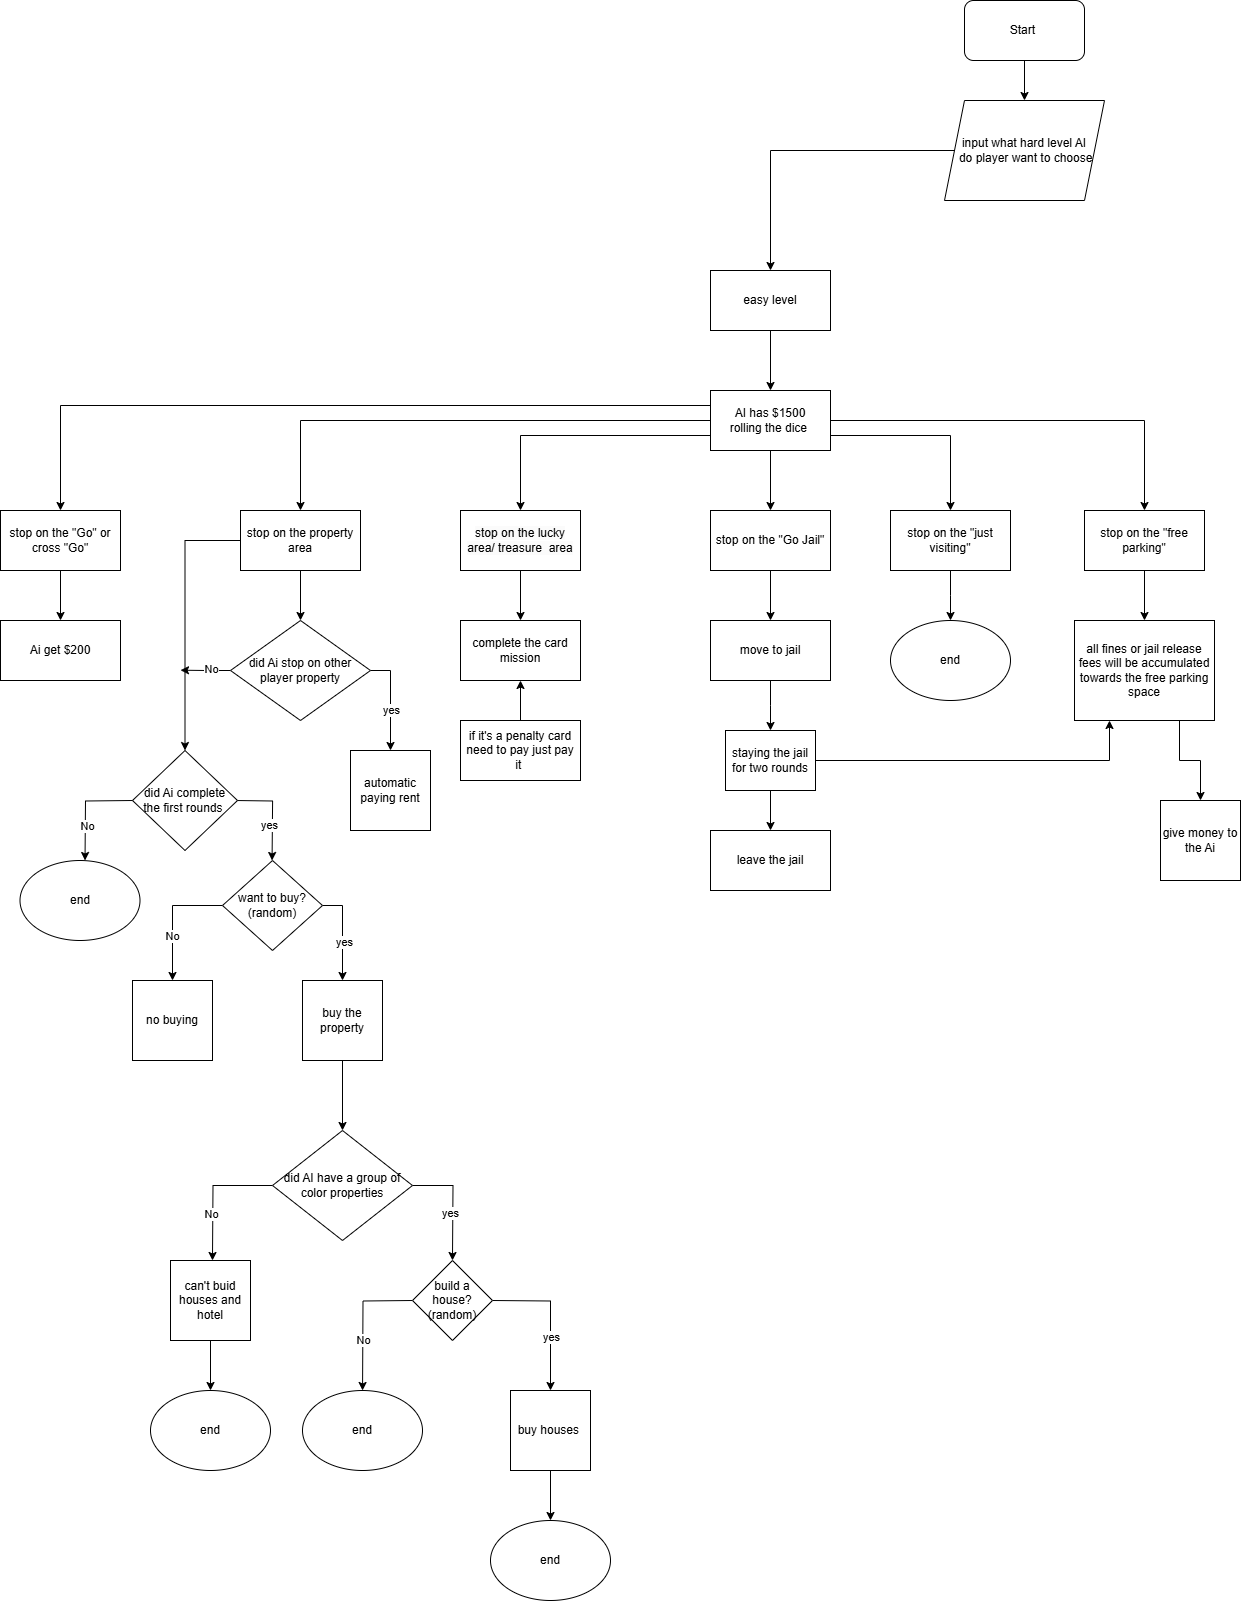 Start
input what hard level AI
do player want to choose
easy level
AI has $1500
rolling the dice
stop on the "Go" or
cross "Go"
stop on the property
area
stop on the lucky
area/ treasure  area
stop on the "Go Jail"
stop on the "just
visiting"
stop on the "free
parking"
Ai get $200
No
did Ai stop on other
player property
yes
complete the card
mission
move to jail
end
all fines or jail release
fees will be accumulated
towards the free parking
space
if it's a penalty card
need to pay just pay
it
staying the jail
for two rounds
did Ai complete
the first rounds
automatic
paying rent
No
yes
give money to
the Ai
leave the jail
end
want to buy?
(random)
No
yes
no buying
buy the
property
did AI have a group of
color properties
No
yes
can't buid
houses and
hotel
build a
house?
(random)
No
yes
end
end
buy houses
end